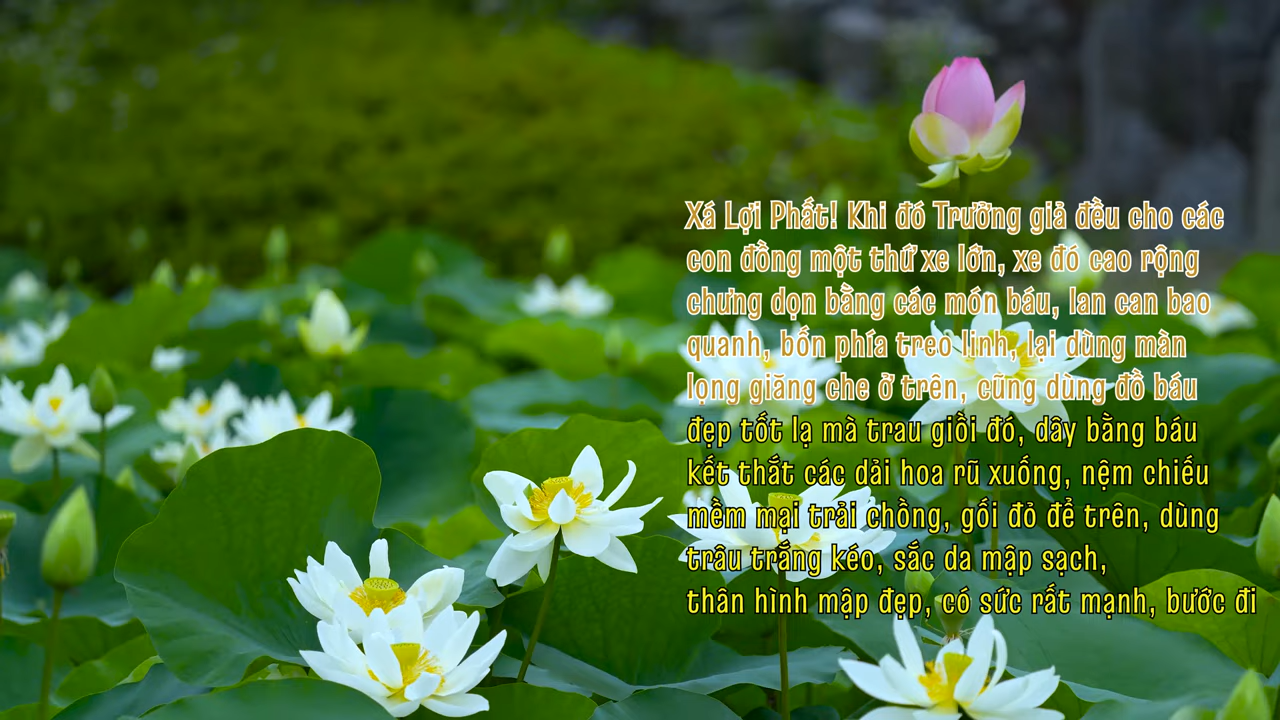 Xá Lợi Phất! Khi đó Trưởng giả đều cho các
con đồng một thứ xe lớn, xe đó cao rộng
chưng dọn bằng các món báu, lan can bao
quanh, bốn phía treo linh, lại dùng màn
lọng giăng che ở trên, cũng dùng đồ báu
đẹp tốt lạ mà trau giồi đó, dây bằng báu
kết thắt các dải hoa rũ xuống, nệm chiếu
mềm mại trải chồng, gối đỏ để trên, dùng
trâu trắng kéo, sắc da mập sạch,
thân hình mập đẹp, có sức rất mạnh, bước đi